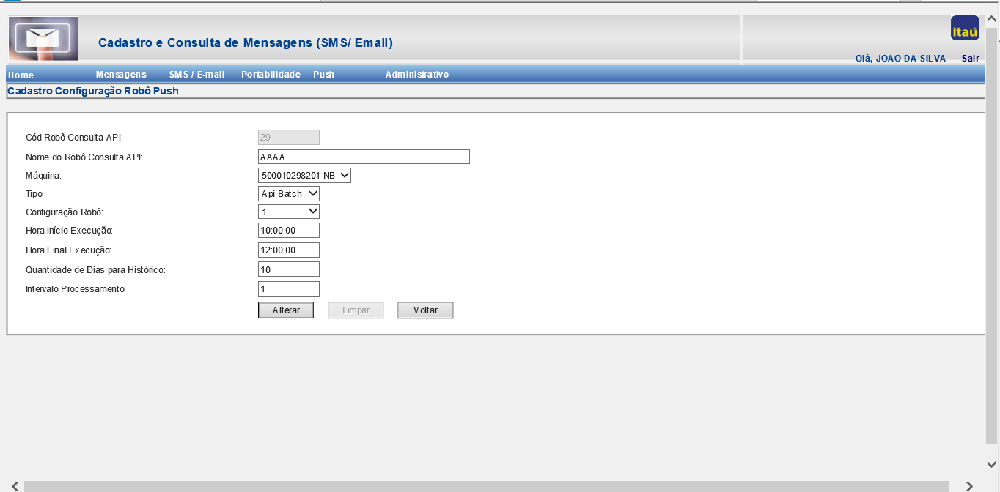 Itaú
Cadastro e Consulta de Mensagens (SMS/ Email)
Olá, JOAO DA SILVA Sair
Home Mensagens SMS / E-mail Portabilidade Push Administrativo
Cadastro Configuração Robô Push
Cód Robô Consulta API: 29
Nome do Robô Consulta API: AAAA
Máquina: 500010298201-NB
Tipo: Api Batch
Configuração Robô: 1
Hora Início Execução: 10:00:00
Hora Final Execução: 12:00:00
Quantidade de Dias para Histórico: 10
Intervalo Processamento: 1
Alterar Limpar Voltar